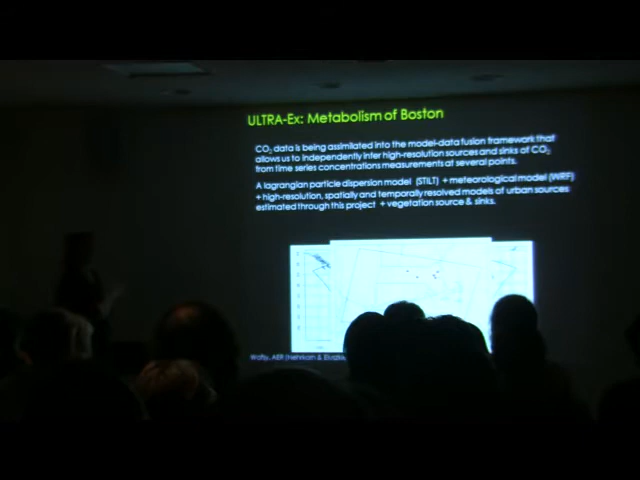 ULTRA-Ex: Metabolism of Boston
CO2 data is being assimilated into the model-data fusion framework that
allows us to independently infer high-resolution sources and sinks of CO2
from time series concentrations measurements at several points.
A lagrangian particle dispersion model (STILT) + meteorological model (WRF)
+ high-resolution, spatially and temporally resolved models of urban sources
estimated through this project + vegetation source & sinks.
Wofsy, AER (Nehrkorn &